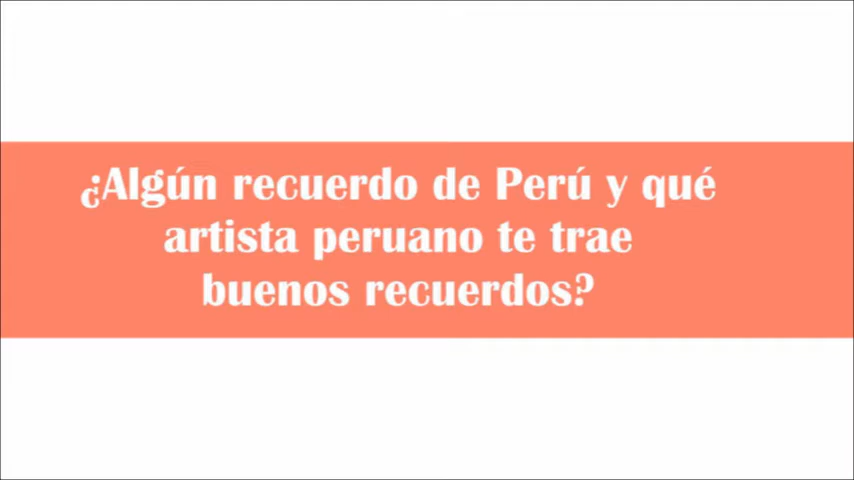 ¿Algún recuerdo de Perú y qué
artista peruano te trae
buenos recuerdos?